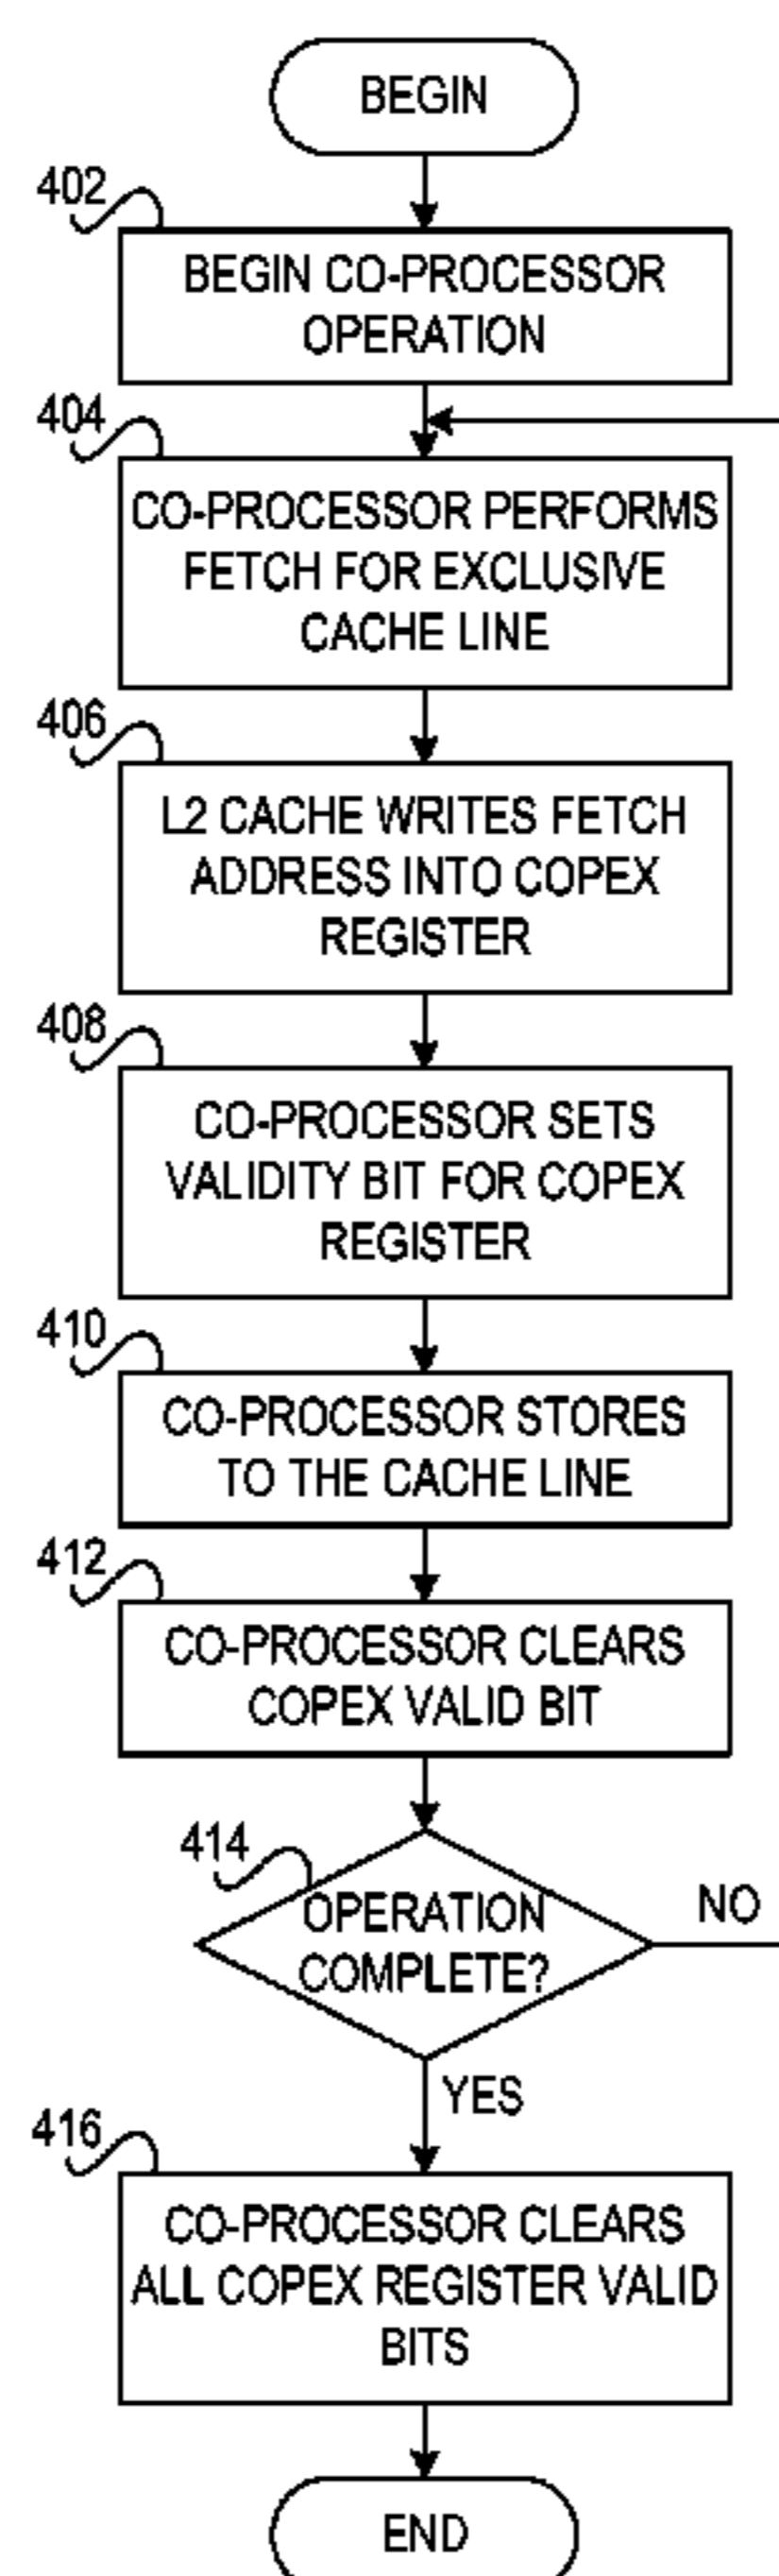 BEGIN
402
BEGIN CO-PROCESSOR
OPERATION
404
CO-PROCESSOR PERFORMS
FETCH FOR EXCLUSIVE
CACHE LINE
406
L2 CACHE WRITES FETCH
ADDRESS INTO COPEX
REGISTER
408
CO-PROCESSOR SETS
VALIDITY BIT FOR COPEX
REGISTER
410
CO-PROCESSOR STORES
TO THE CACHE LINE
412
CO-PROCESSOR CLEARS
COPEX VALID BIT
414
OPERATION
COMPLETE?
NO
YES
416
CO-PROCESSOR CLEARS
ALL COPEX REGISTER VALID
BITS
END